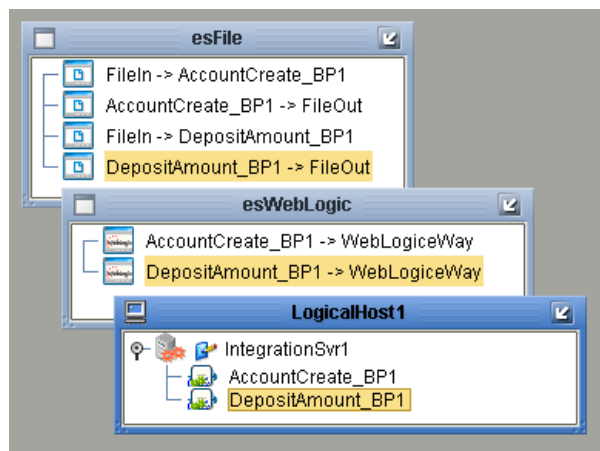 esFile
FileIn -> AccountCreate_BP1
AccountCreate_BP1 -> FileOut
FileIn -> DepositAmount_BP1
DepositAmount_BP1 -> FileOut
esWebLogic
AccountCreate_BP1 -> WebLogiceWay
DepositAmount_BP1 -> WebLogiceWay
LogicalHost1
IntegrationSvr1
AccountCreate_BP1
DepositAmount_BP1